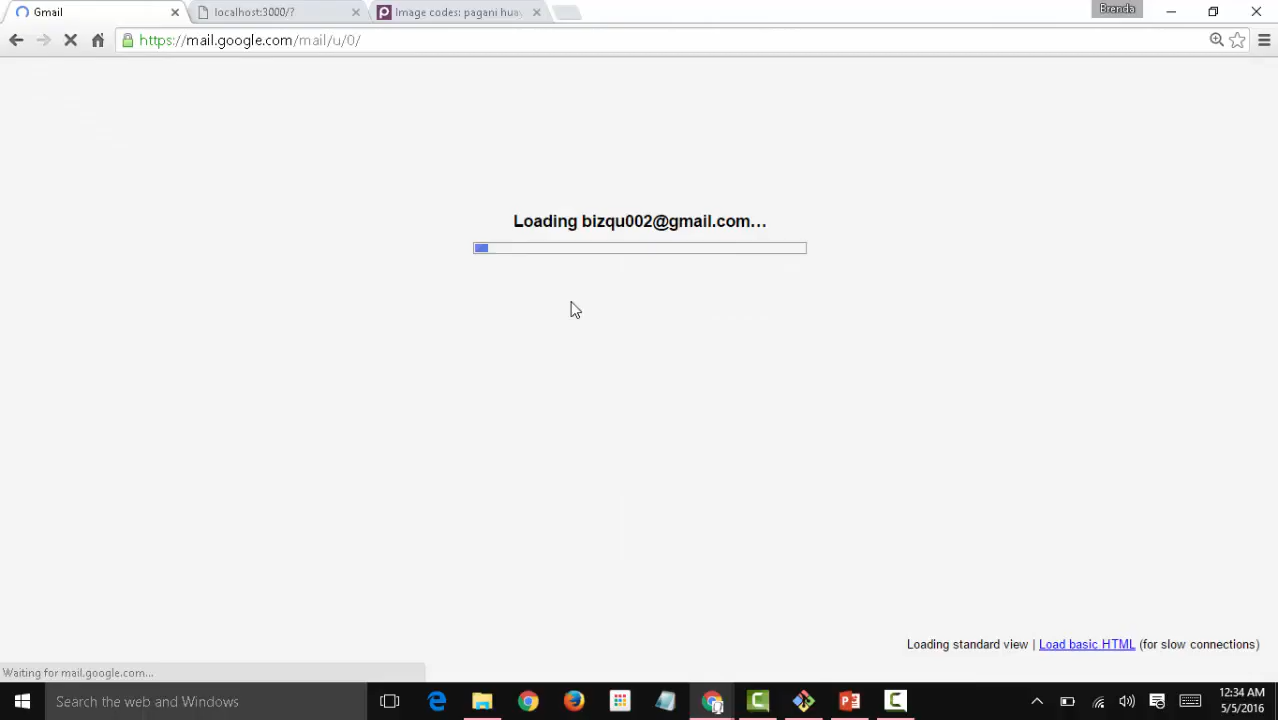 Gmail
localhost:3000/?
Image codes: pagani huay
Brenda
https://mail.google.com/mail/u/0/
Loading bizqu002@gmail.com…
Loading standard view | Load basic HTML (for slow connections)
Waiting for mail.google.com...
Search the web and Windows
12:34 AM
5/5/2016